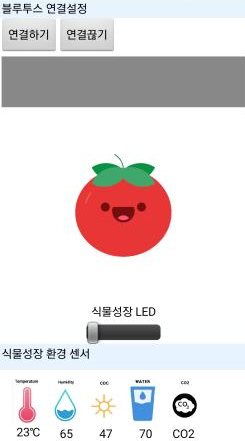 블루투스 연결설정
연결하기 연결끊기
식물성장 LED
식물성장 환경 센서
Temperature Humidity CDC WATER CO2
CO₂
23℃ 65 47 70 CO2